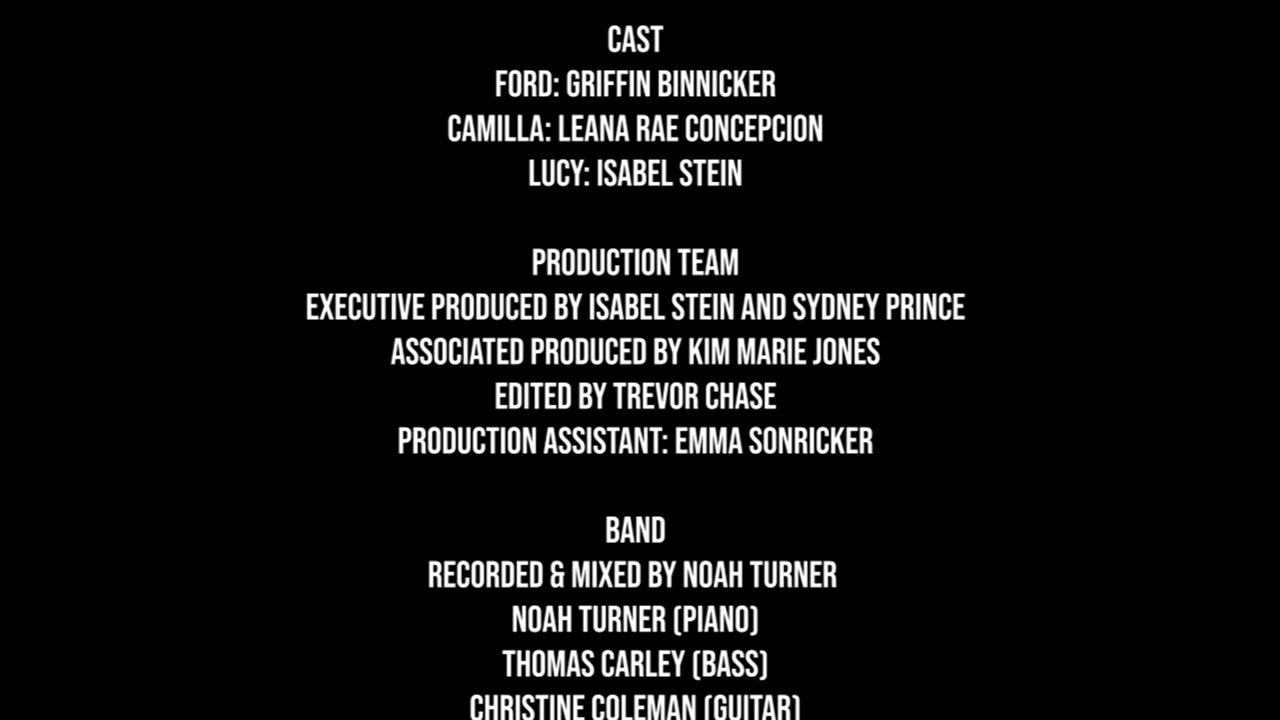 CAST
FORD: GRIFFIN BINNICKER
CAMILLA: LEANA RAE CONCEPCION
LUCY: ISABEL STEIN
PRODUCTION TEAM
EXECUTIVE PRODUCED BY ISABEL STEIN AND SYDNEY PRINCE
ASSOCIATED PRODUCED BY KIM MARIE JONES
EDITED BY TREVOR CHASE
PRODUCTION ASSISTANT: EMMA SONRICKER
BAND
RECORDED & MIXED BY NOAH TURNER
NOAH TURNER (PIANO)
THOMAS CARLEY (BASS)
CHRISTINE COLEMAN (GUITAR)